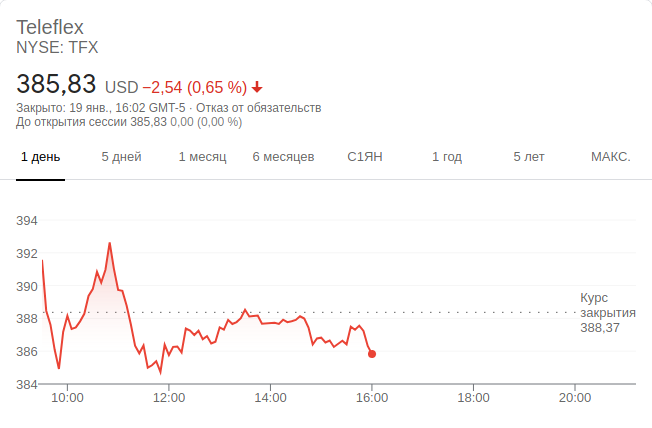 Teleflex
NYSE: TFX
385,83 USD −2,54 (0,65 %)
Закрыто: 19 янв., 16:02 GMT-5 · Отказ от обязательств
До открытия сессии 385,83 0,00 (0,00 %)
1 день 5 дней 1 месяц 6 месяцев С1ЯН 1 год 5 лет МАКС.
394
392
390
388
386
384
Курс
закрытия
388,37
10:00 12:00 14:00 16:00 18:00 20:00